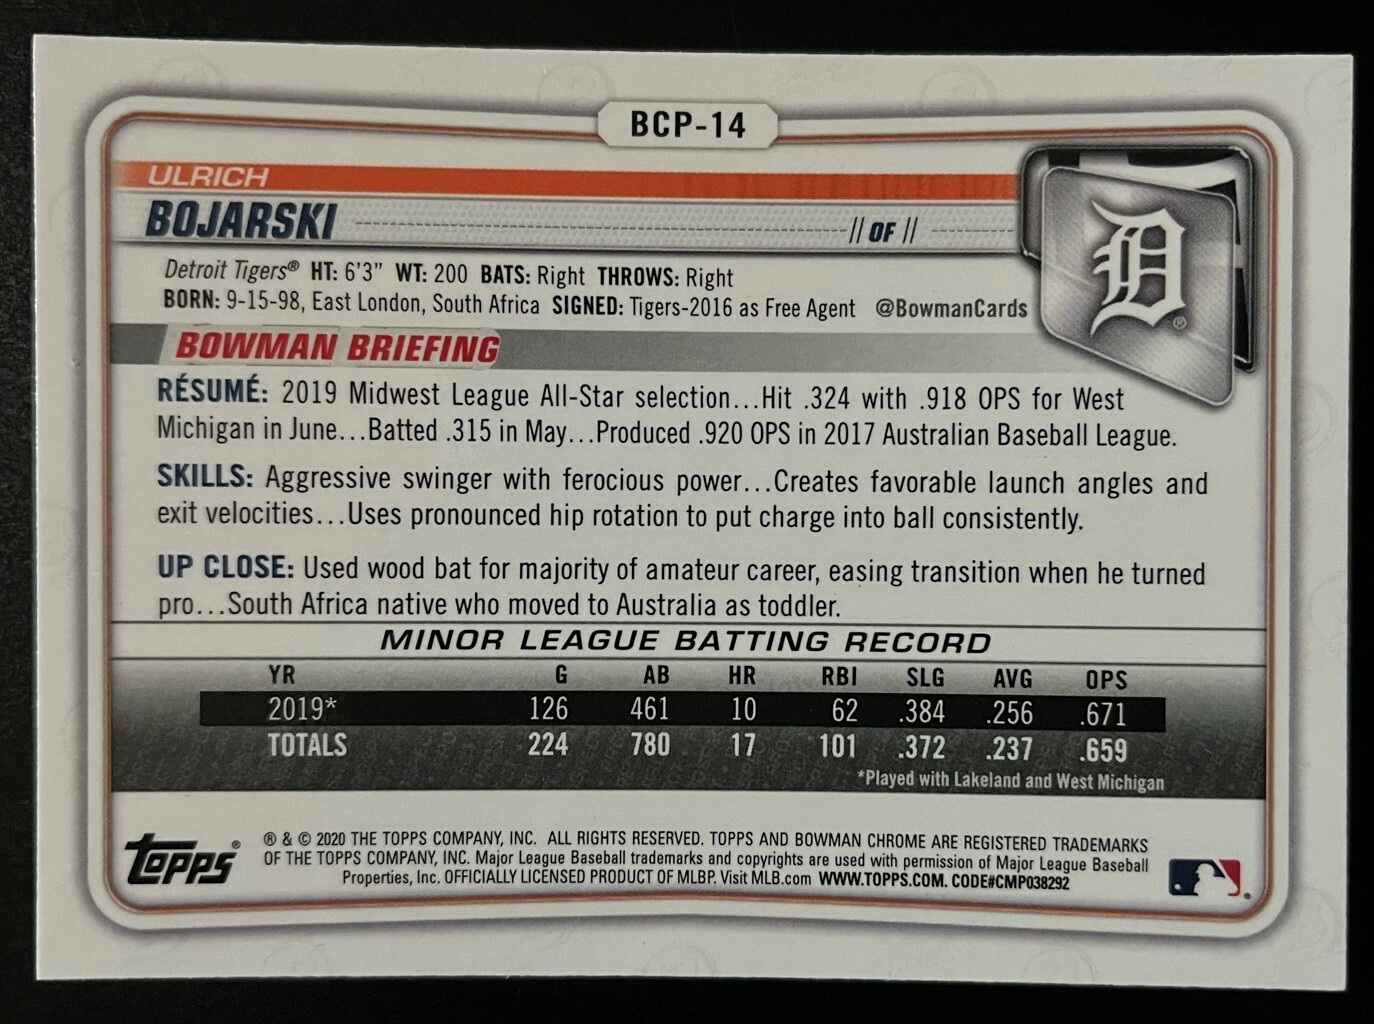 BCP-14
ULRICH
BOJARSKI // OF //
Detroit Tigers® HT: 6'3" WT: 200 BATS: Right THROWS: Right
BORN: 9-15-98, East London, South Africa SIGNED: Tigers-2016 as Free Agent @BowmanCards
D®
BOWMAN BRIEFING
RÉSUMÉ: 2019 Midwest League All-Star selection...Hit .324 with .918 OPS for West
Michigan in June...Batted .315 in May...Produced .920 OPS in 2017 Australian Baseball League.
SKILLS: Aggressive swinger with ferocious power...Creates favorable launch angles and
exit velocities...Uses pronounced hip rotation to put charge into ball consistently.
UP CLOSE: Used wood bat for majority of amateur career, easing transition when he turned
pro...South Africa native who moved to Australia as toddler.
MINOR LEAGUE BATTING RECORD
YR G AB HR RBI SLG AVG OPS
2019* 126 461 10 62 .384 .256 .671
TOTALS 224 780 17 101 .372 .237 .659
*Played with Lakeland and West Michigan
Topps®
® & © 2020 THE TOPPS COMPANY, INC. ALL RIGHTS RESERVED. TOPPS AND BOWMAN CHROME ARE REGISTERED TRADEMARKS
OF THE TOPPS COMPANY, INC. Major League Baseball trademarks and copyrights are used with permission of Major League Baseball
Properties, Inc. OFFICIALLY LICENSED PRODUCT OF MLBP. Visit MLB.com WWW.TOPPS.COM. CODE#CMP038292